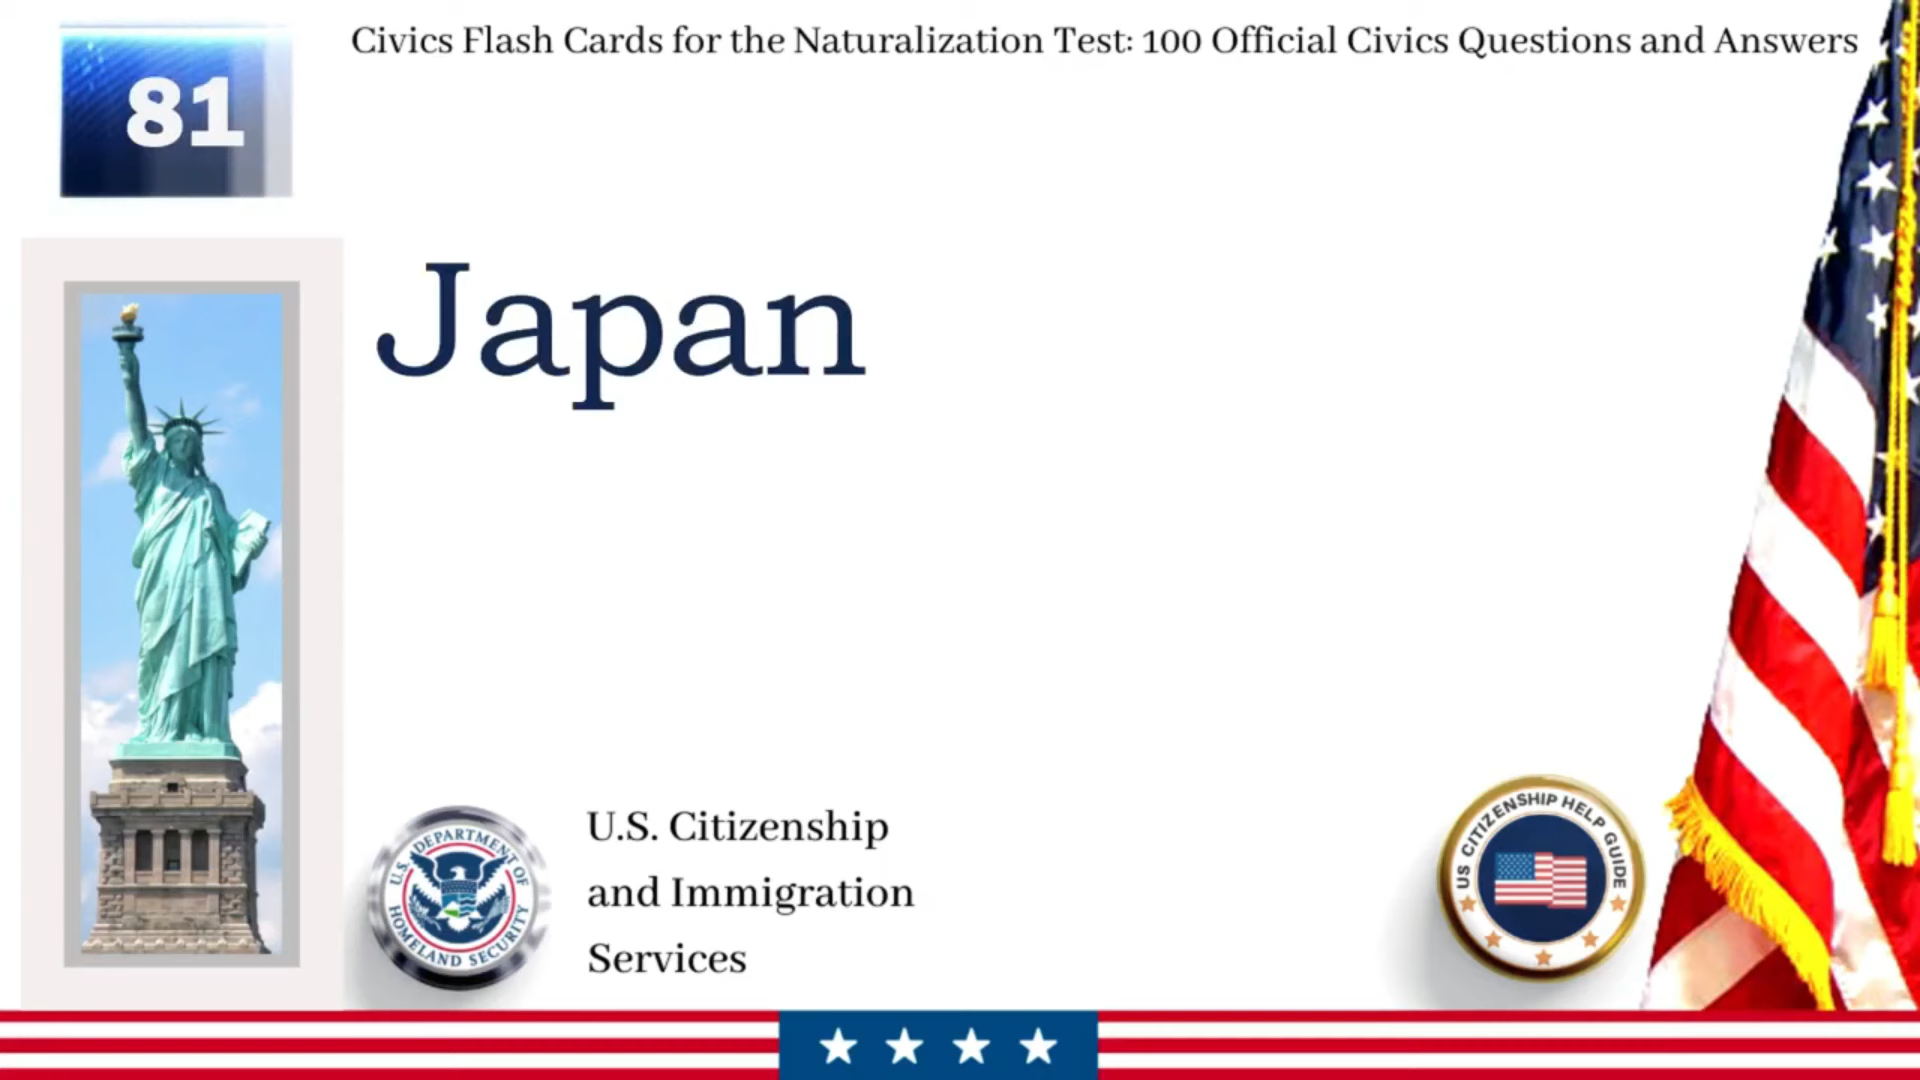 Civics Flash Cards for the Naturalization Test: 100 Official Civics Questions and Answers
81
Japan
U.S. Citizenship
and Immigration
Services
U.S. DEPARTMENT OF
HOMELAND SECURITY
US CITIZENSHIP HELP GUIDE